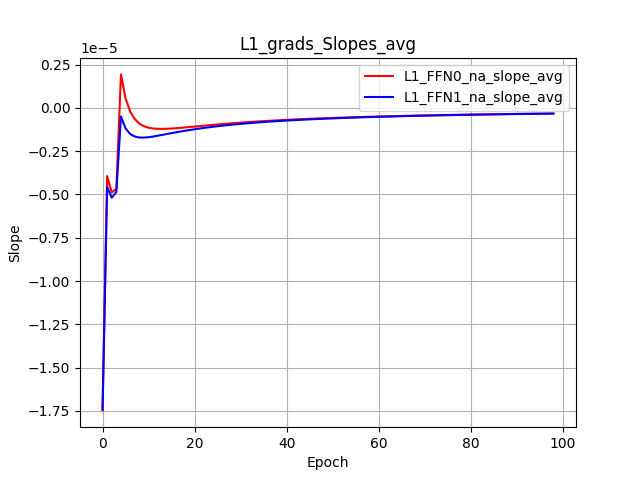 L1_grads_Slopes_avg
1e−5
0.25
0.00
−0.25
−0.50
−0.75
−1.00
−1.25
−1.50
−1.75
Slope
L1_FFN0_na_slope_avg
L1_FFN1_na_slope_avg
0 20 40 60 80 100
Epoch